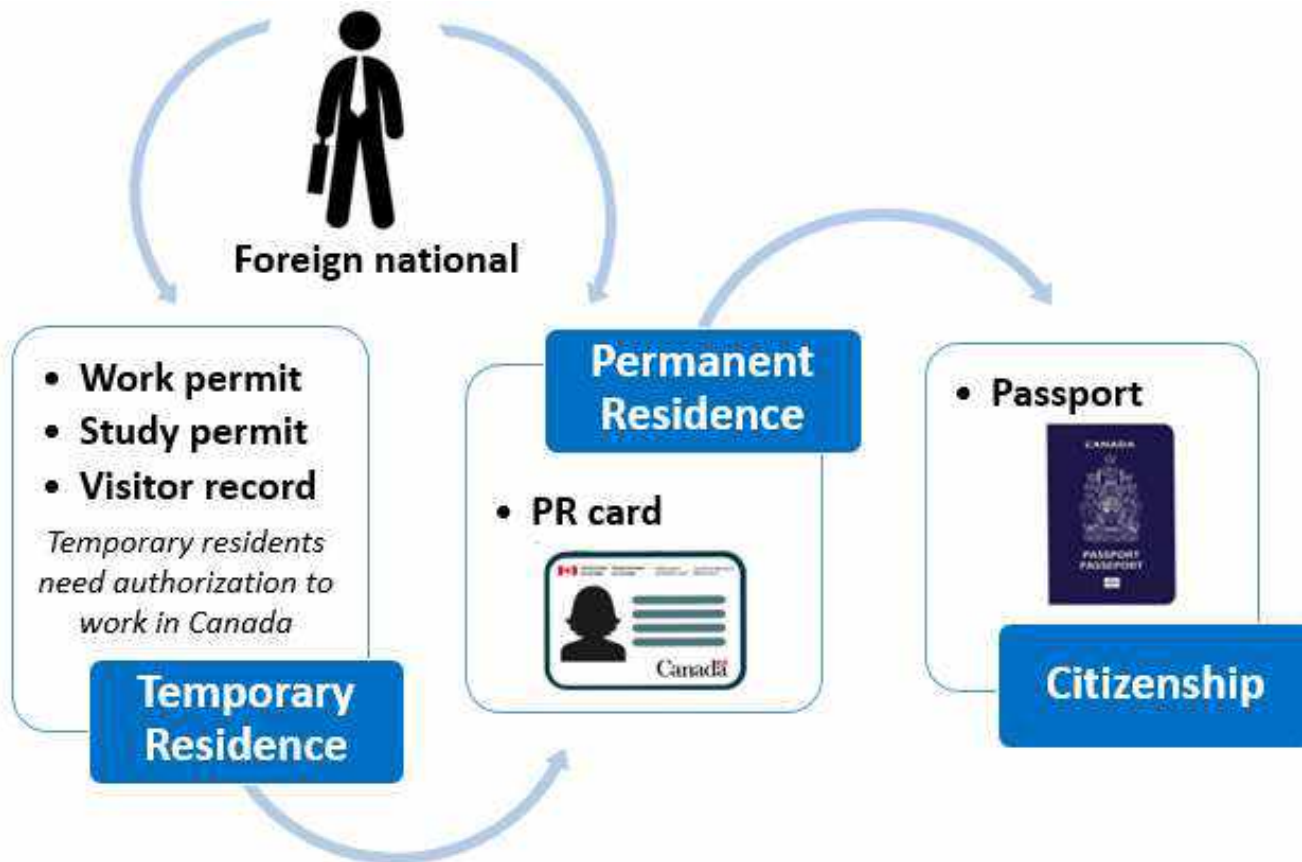 Foreign national
• Work permit
• Study permit
• Visitor record
Temporary residents
need authorization to
work in Canada
Temporary
Residence
Permanent
Residence
• PR card
Canada
• Passport
CANADA
PASSPORT
PASSEPORT
Citizenship